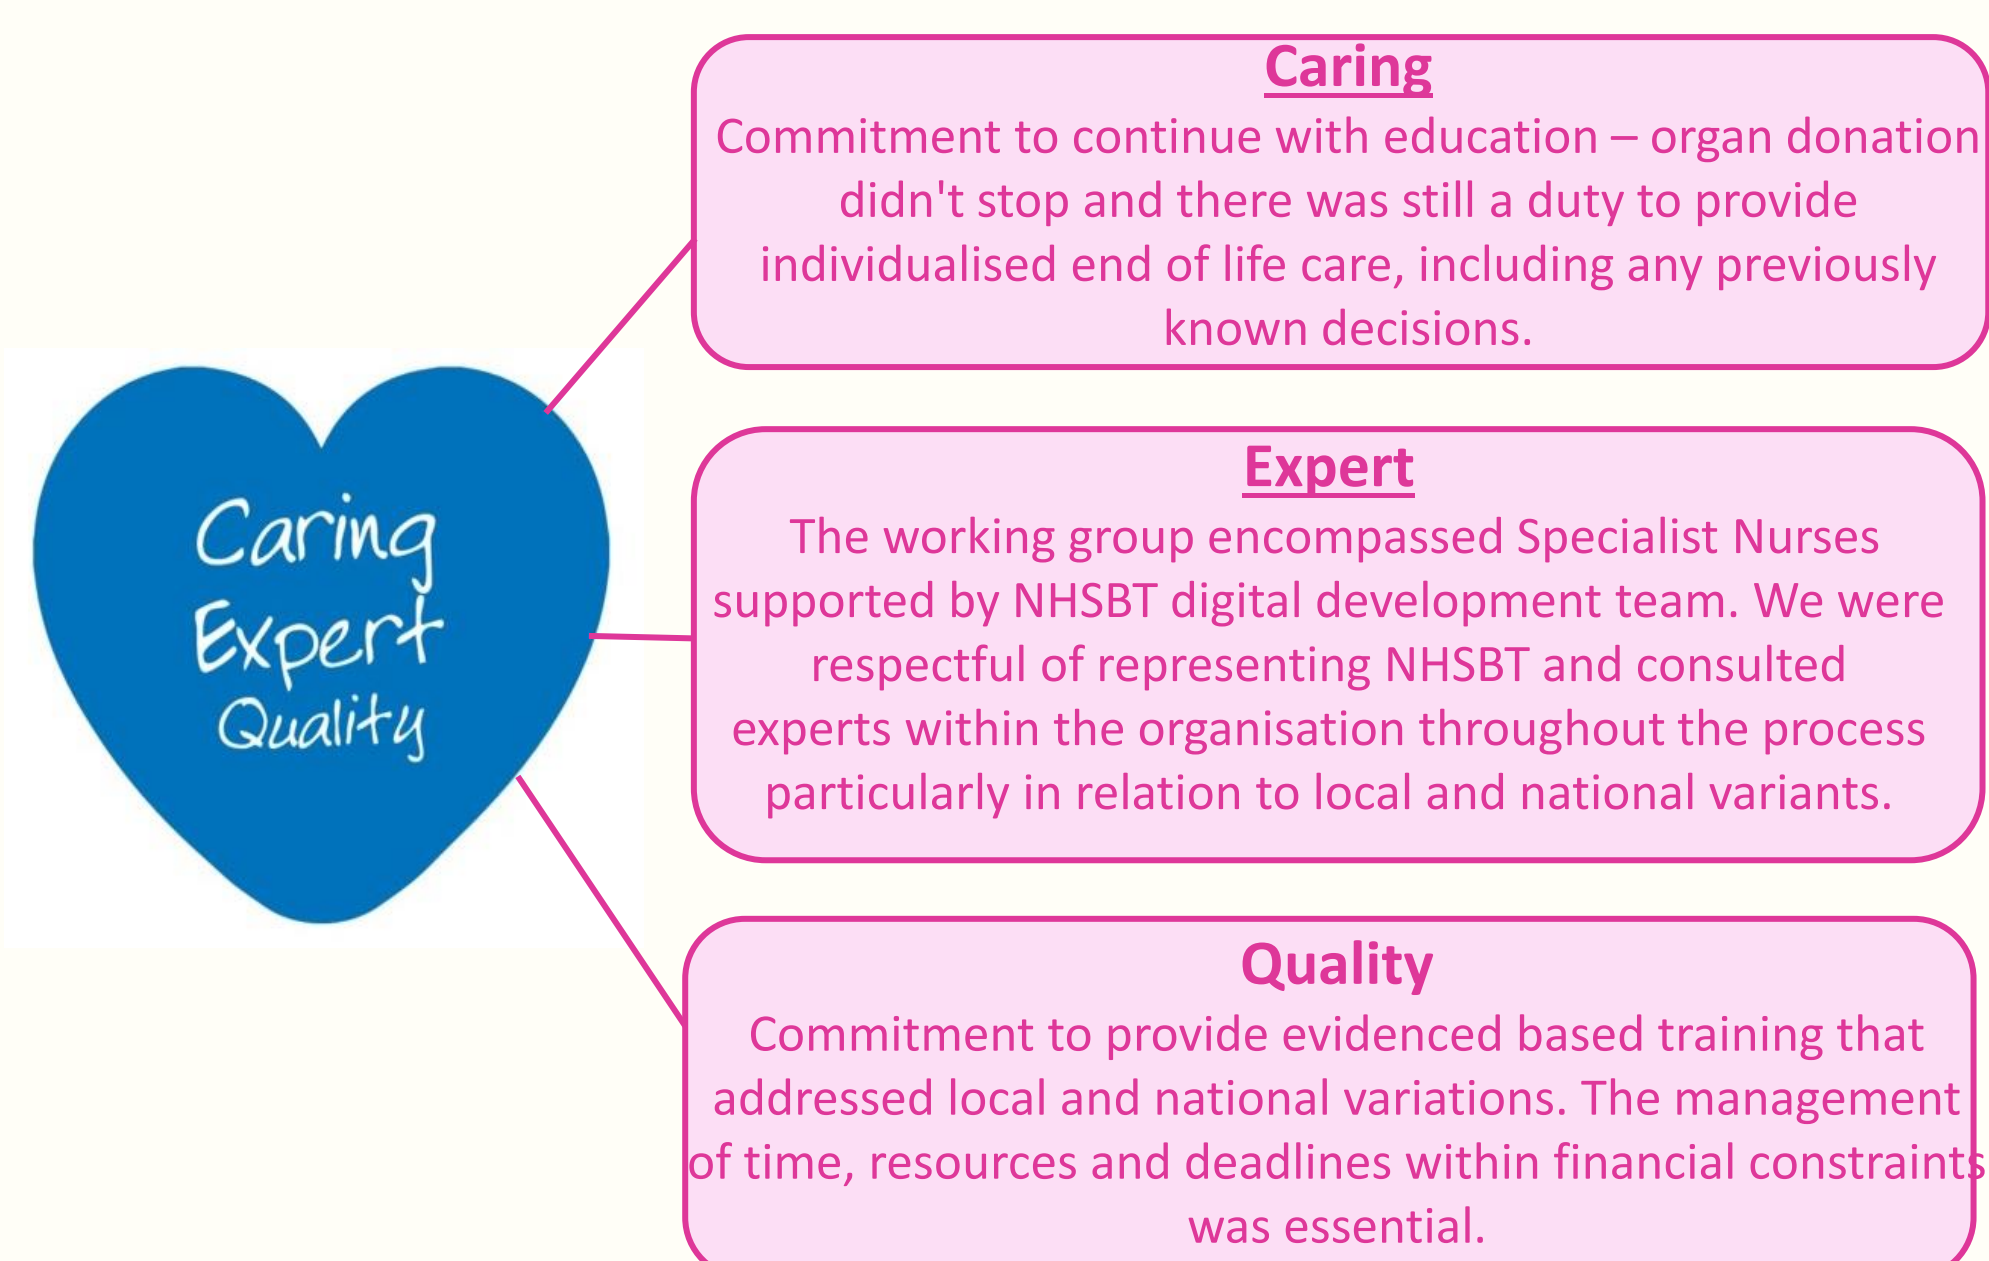 Caring
Commitment to continue with education – organ donation
didn't stop and there was still a duty to provide
individualised end of life care, including any previously
known decisions.
Caring
Expert
Quality
Expert
The working group encompassed Specialist Nurses
supported by NHSBT digital development team. We were
respectful of representing NHSBT and consulted
experts within the organisation throughout the process
particularly in relation to local and national variants.
Quality
Commitment to provide evidenced based training that
addressed local and national variations. The management
of time, resources and deadlines within financial constraints
was essential.